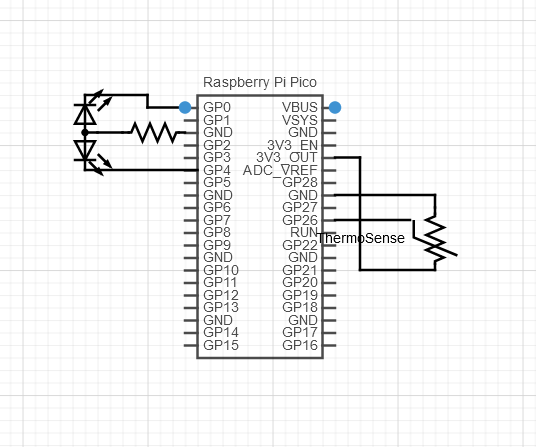 Raspberry Pi Pico
GP0 VBUS
GP1 VSYS
GND GND
GP2 3V3_EN
GP3 3V3_OUT
GP4 ADC_VREF
GP5 GP28
GND GND
GP6 GP27
GP7 GP26
GP8 RUN
ThermoSense
GP9 GP22
GND GND
GP10 GP21
GP11 GP20
GP12 GP19
GP13 GP18
GND GND
GP14 GP17
GP15 GP16